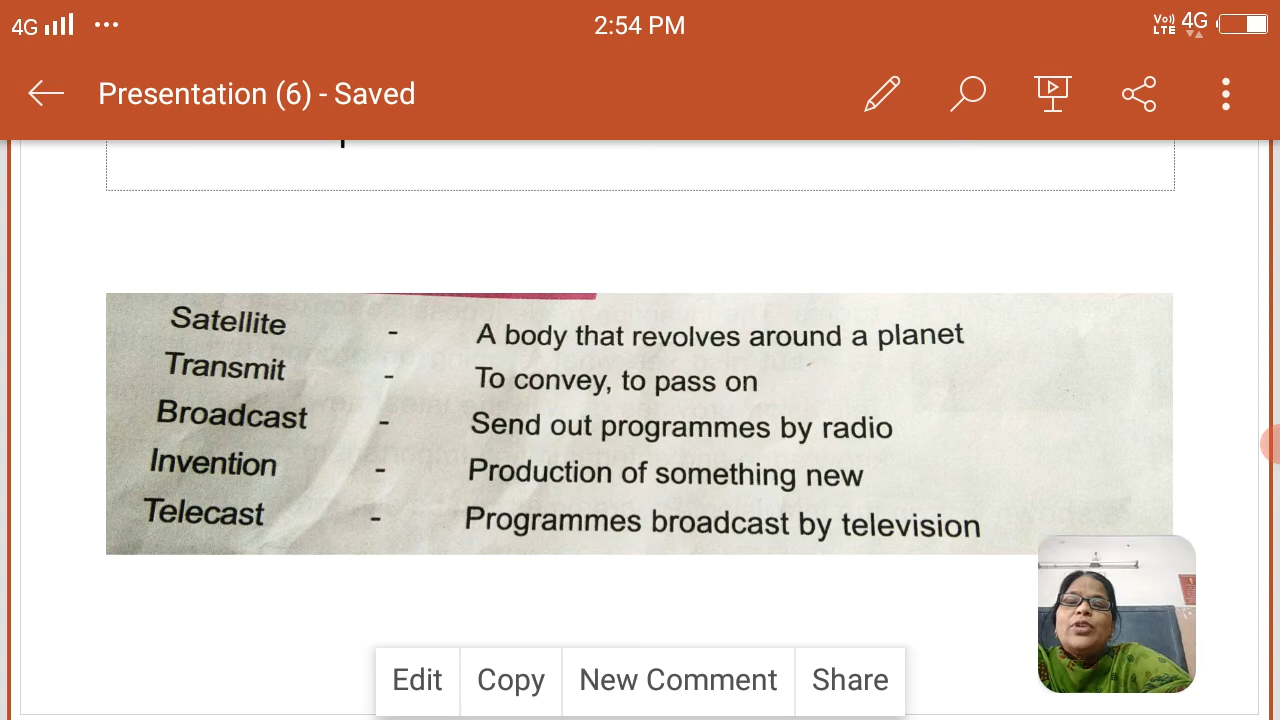 4G 2:54 PM Vo)) LTE 4G
Presentation (6) - Saved
Satellite - A body that revolves around a planet
Transmit - To convey, to pass on
Broadcast - Send out programmes by radio
Invention - Production of something new
Telecast - Programmes broadcast by television
Edit Copy New Comment Share